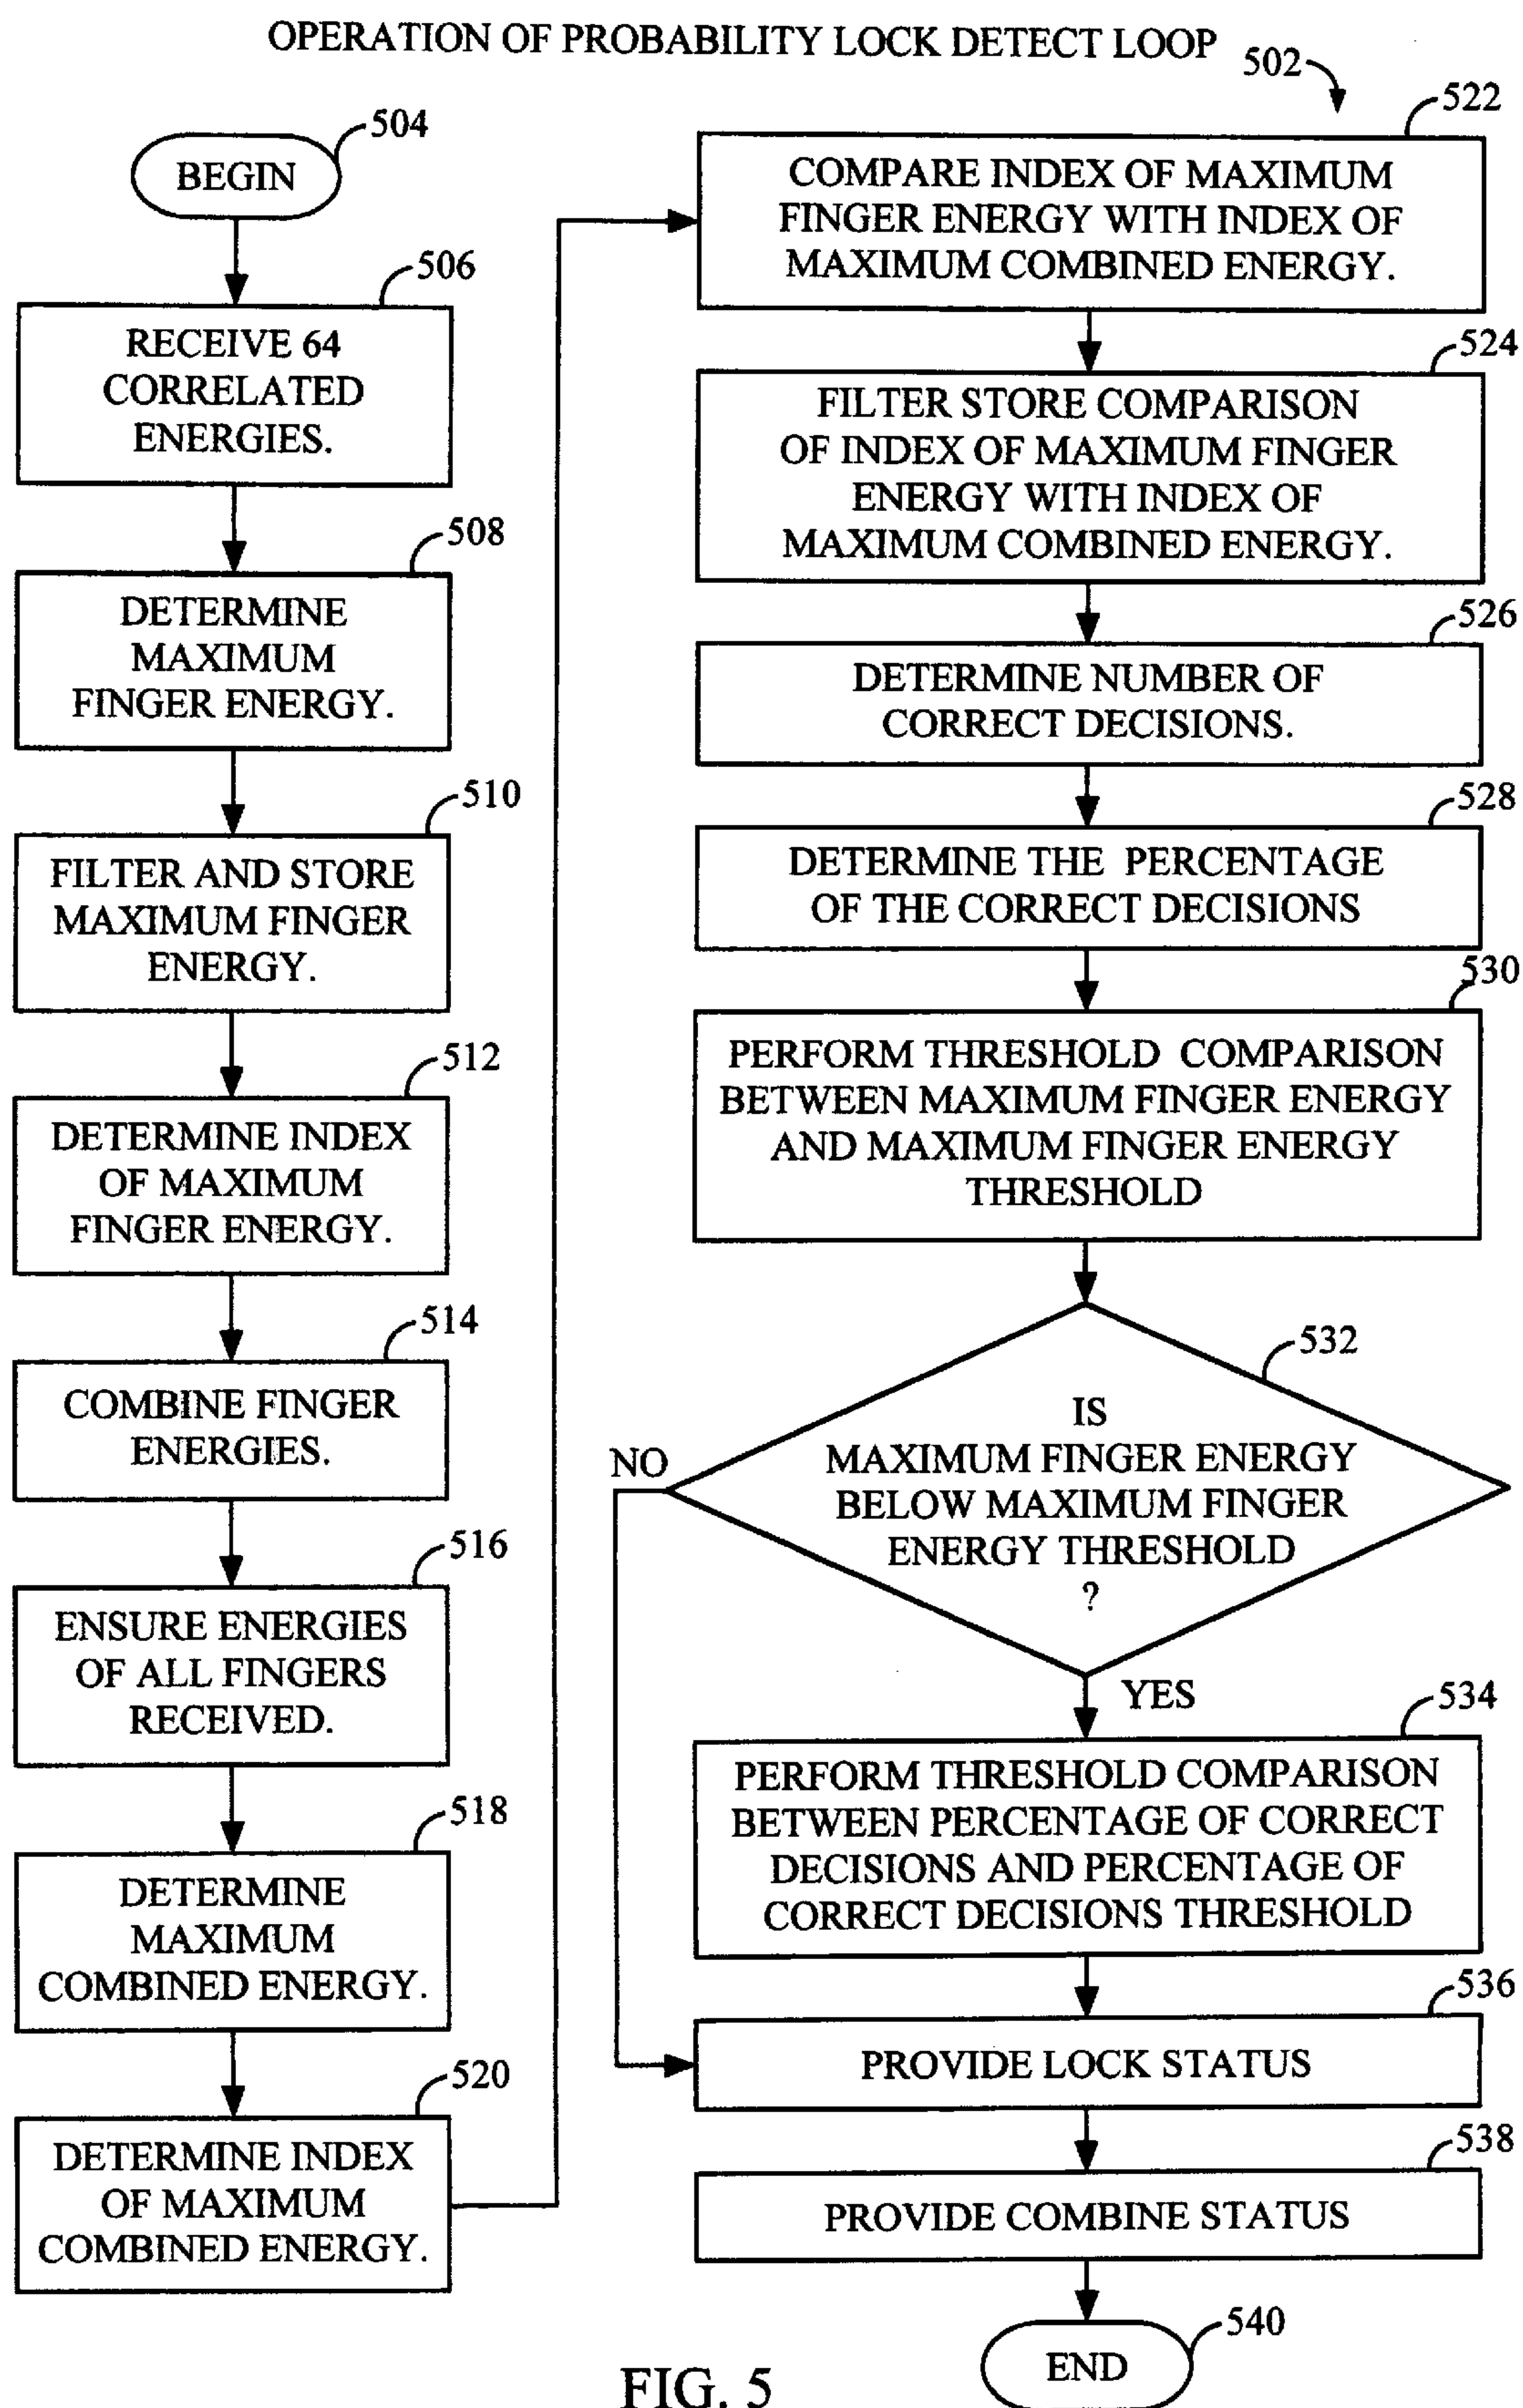 OPERATION OF PROBABILITY LOCK DETECT LOOP
502
504
BEGIN
506
RECEIVE 64
CORRELATED
ENERGIES.
508
DETERMINE
MAXIMUM
FINGER ENERGY.
510
FILTER AND STORE
MAXIMUM FINGER
ENERGY.
512
DETERMINE INDEX
OF MAXIMUM
FINGER ENERGY.
514
COMBINE FINGER
ENERGIES.
516
ENSURE ENERGIES
OF ALL FINGERS
RECEIVED.
518
DETERMINE
MAXIMUM
COMBINED ENERGY.
520
DETERMINE INDEX
OF MAXIMUM
COMBINED ENERGY.
522
COMPARE INDEX OF MAXIMUM
FINGER ENERGY WITH INDEX OF
MAXIMUM COMBINED ENERGY.
524
FILTER STORE COMPARISON
OF INDEX OF MAXIMUM FINGER
ENERGY WITH INDEX OF
MAXIMUM COMBINED ENERGY.
526
DETERMINE NUMBER OF
CORRECT DECISIONS.
528
DETERMINE THE PERCENTAGE
OF THE CORRECT DECISIONS
530
PERFORM THRESHOLD COMPARISON
BETWEEN MAXIMUM FINGER ENERGY
AND MAXIMUM FINGER ENERGY
THRESHOLD
532
IS
MAXIMUM FINGER ENERGY
BELOW MAXIMUM FINGER
ENERGY THRESHOLD
?
NO
YES
534
PERFORM THRESHOLD COMPARISON
BETWEEN PERCENTAGE OF CORRECT
DECISIONS AND PERCENTAGE OF
CORRECT DECISIONS THRESHOLD
536
PROVIDE LOCK STATUS
538
PROVIDE COMBINE STATUS
540
END
FIG. 5